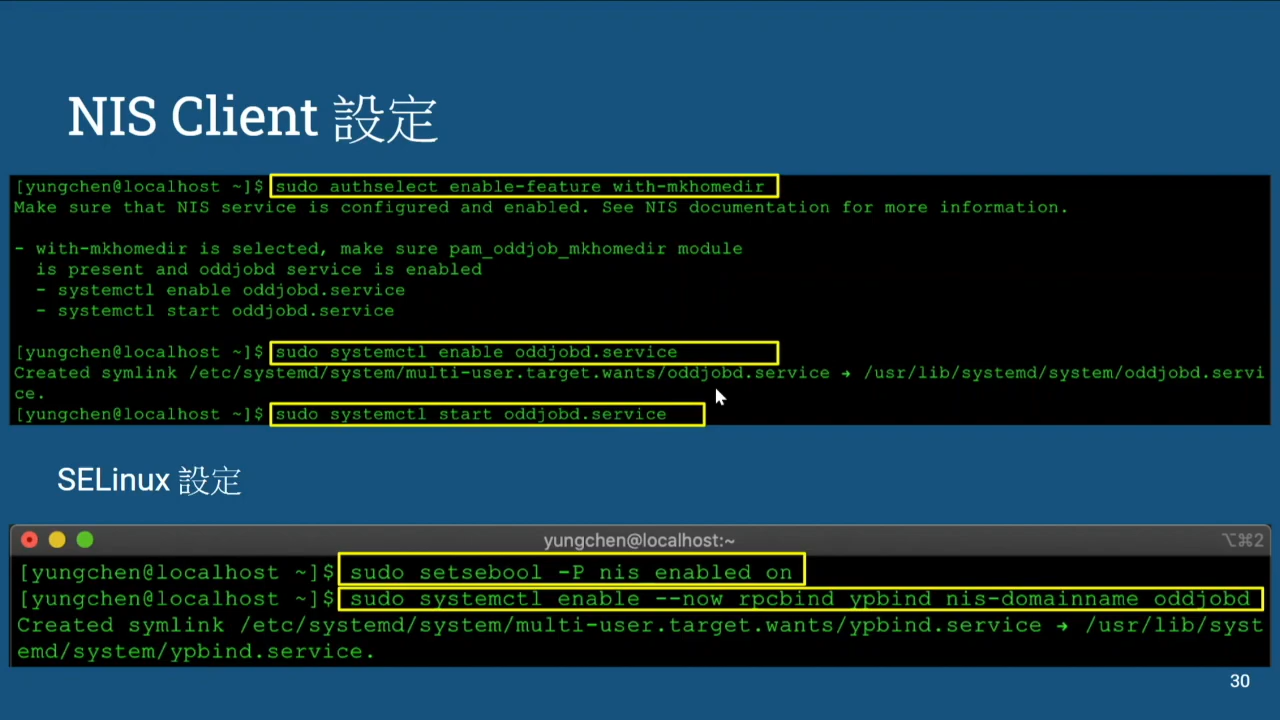 NIS Client 設定
[yungchen@localhost ~]$ sudo authselect enable-feature with-mkhomedir
Make sure that NIS service is configured and enabled. See NIS documentation for more information.
- with-mkhomedir is selected, make sure pam_oddjob_mkhomedir module
is present and oddjobd service is enabled
- systemctl enable oddjobd.service
- systemctl start oddjobd.service
[yungchen@localhost ~]$ sudo systemctl enable oddjobd.service
Created symlink /etc/systemd/system/multi-user.target.wants/oddjobd.service → /usr/lib/systemd/system/oddjobd.servi
ce.
[yungchen@localhost ~]$ sudo systemctl start oddjobd.service
SELinux 設定
yungchen@localhost:~
⌥⌘2
[yungchen@localhost ~]$ sudo setsebool -P nis enabled on
[yungchen@localhost ~]$ sudo systemctl enable --now rpcbind ypbind nis-domainname oddjobd
Created symlink /etc/systemd/system/multi-user.target.wants/ypbind.service → /usr/lib/syst
emd/system/ypbind.service.
30